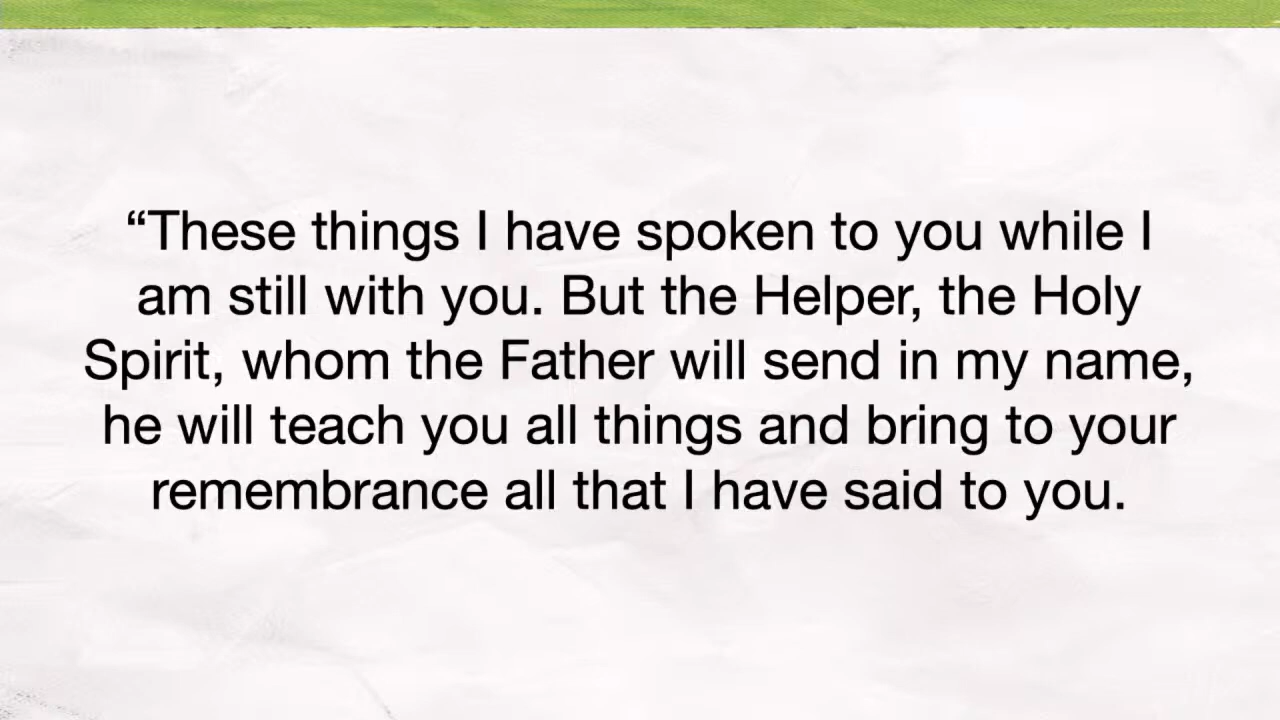 “These things I have spoken to you while I
am still with you. But the Helper, the Holy
Spirit, whom the Father will send in my name,
he will teach you all things and bring to your
remembrance all that I have said to you.